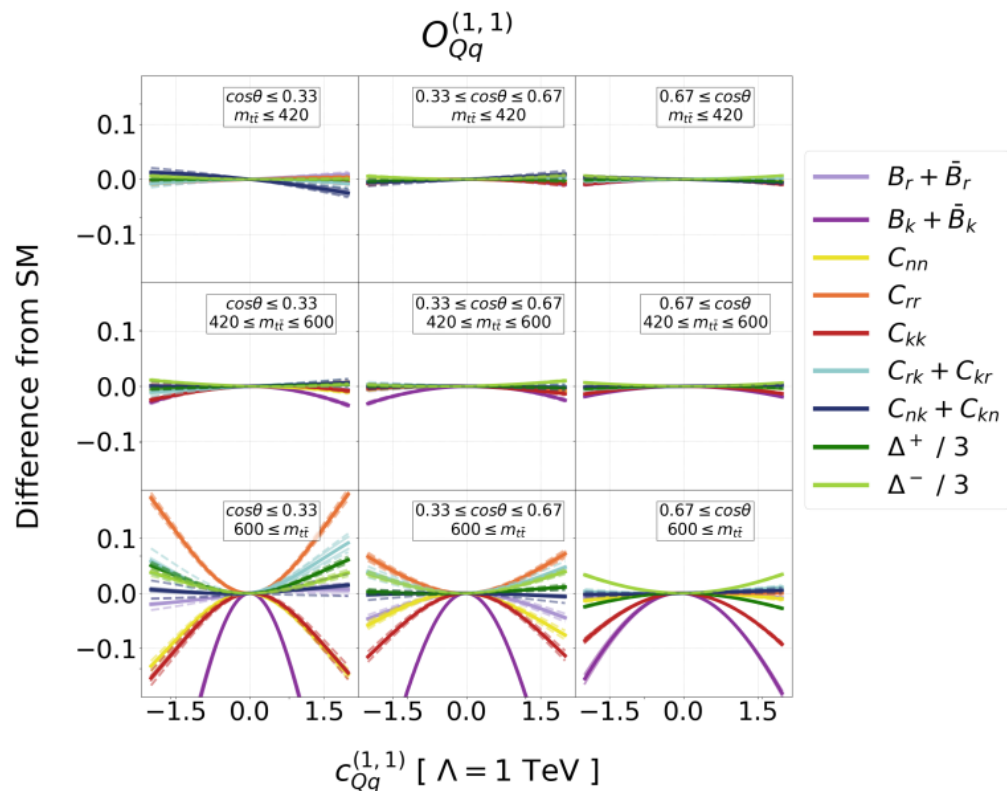 O_{Qq}^{(1,1)}
cosθ ≤ 0.33
m_{tt̄} ≤ 420
0.33 ≤ cosθ ≤ 0.67
m_{tt̄} ≤ 420
0.67 ≤ cosθ
m_{tt̄} ≤ 420
0.1
0.0
−0.1
cosθ ≤ 0.33
420 ≤ m_{tt̄} ≤ 600
0.33 ≤ cosθ ≤ 0.67
420 ≤ m_{tt̄} ≤ 600
0.67 ≤ cosθ
420 ≤ m_{tt̄} ≤ 600
0.1
0.0
−0.1
cosθ ≤ 0.33
600 ≤ m_{tt̄}
0.33 ≤ cosθ ≤ 0.67
600 ≤ m_{tt̄}
0.67 ≤ cosθ
600 ≤ m_{tt̄}
0.1
0.0
−0.1
−1.5 0.0 1.5 −1.5 0.0 1.5 −1.5 0.0 1.5
Difference from SM
c_{Qq}^{(1,1)} [ Λ = 1 TeV ]
B_r + B̄_r
B_k + B̄_k
C_{nn}
C_{rr}
C_{kk}
C_{rk} + C_{kr}
C_{nk} + C_{kn}
Δ⁺ / 3
Δ⁻ / 3